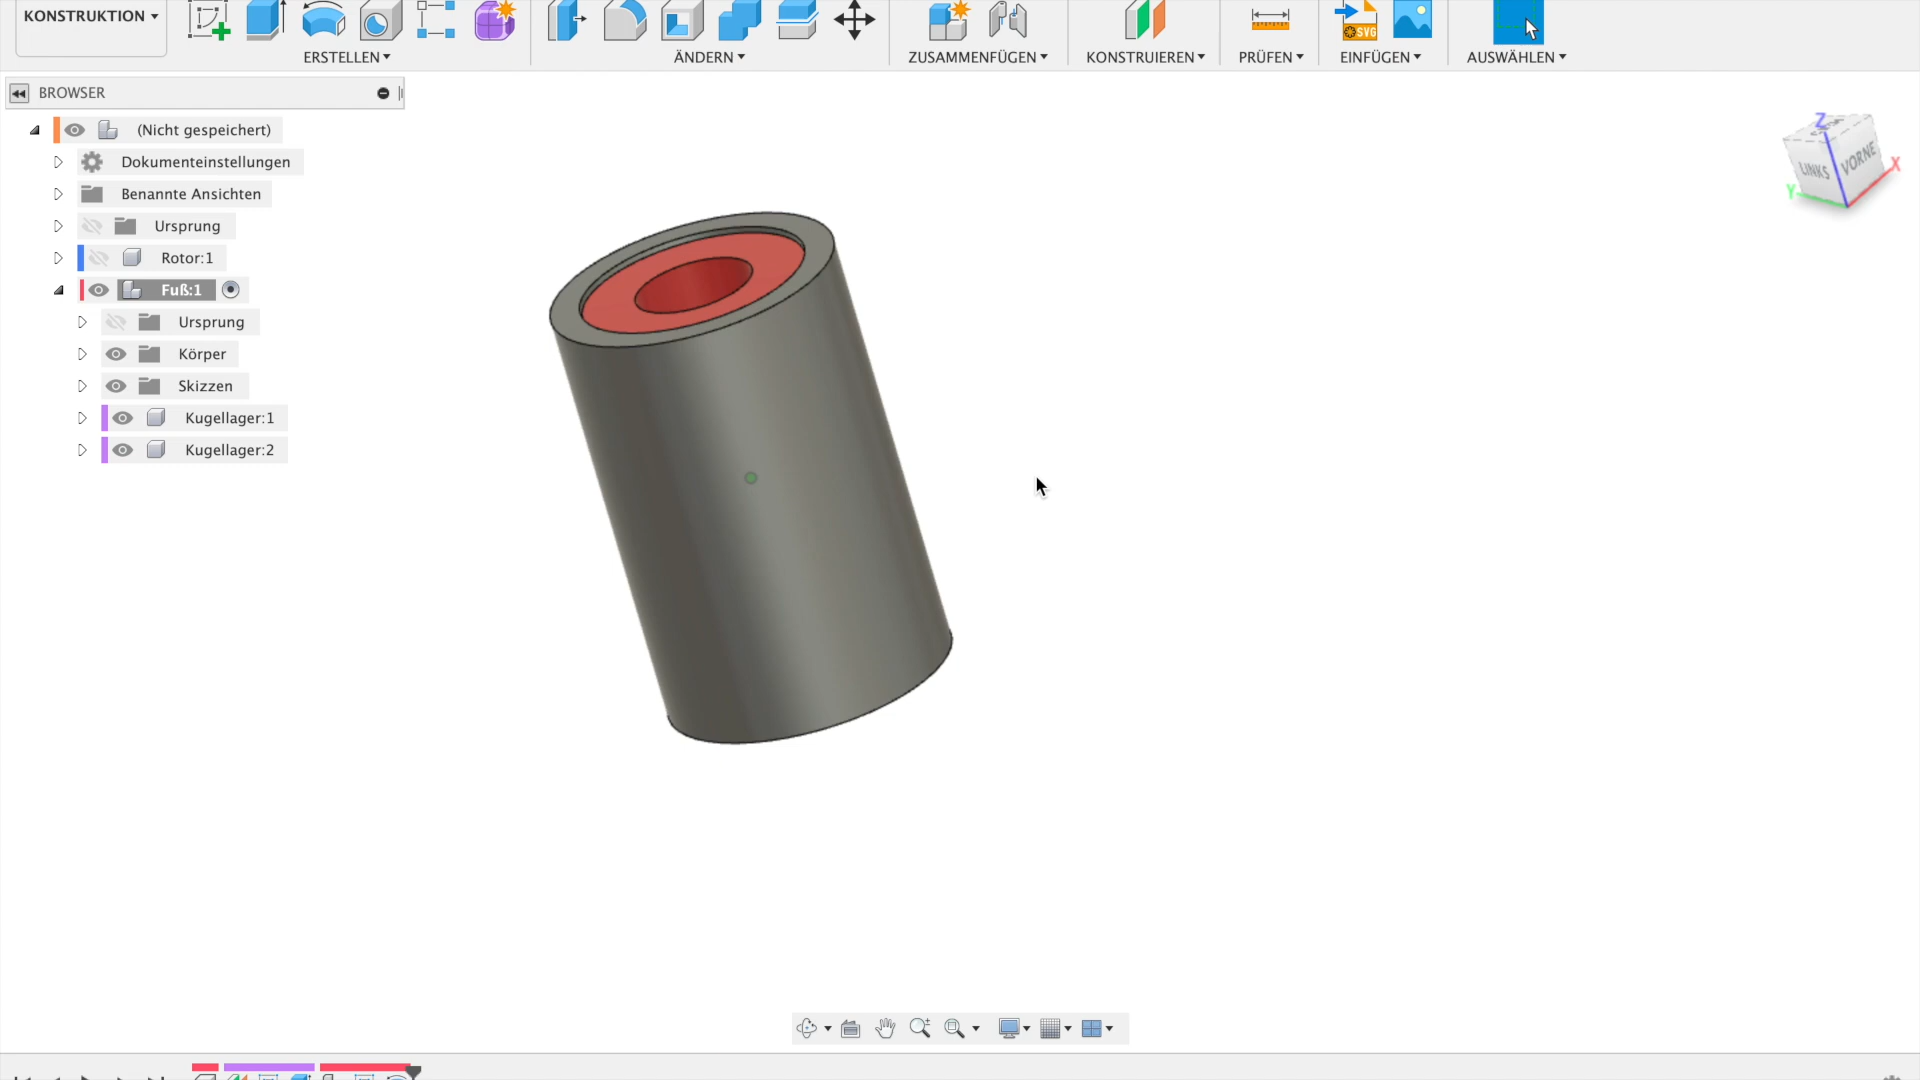 KONSTRUKTION
ERSTELLEN
ÄNDERN
ZUSAMMENFÜGEN
KONSTRUIEREN
PRÜFEN
SVG
EINFÜGEN
AUSWÄHLEN
BROWSER
(Nicht gespeichert)
Dokumenteinstellungen
Benannte Ansichten
Ursprung
Rotor:1
Fuß:1
Ursprung
Körper
Skizzen
Kugellager:1
Kugellager:2
Z
LINKS
VORNE
X
Y